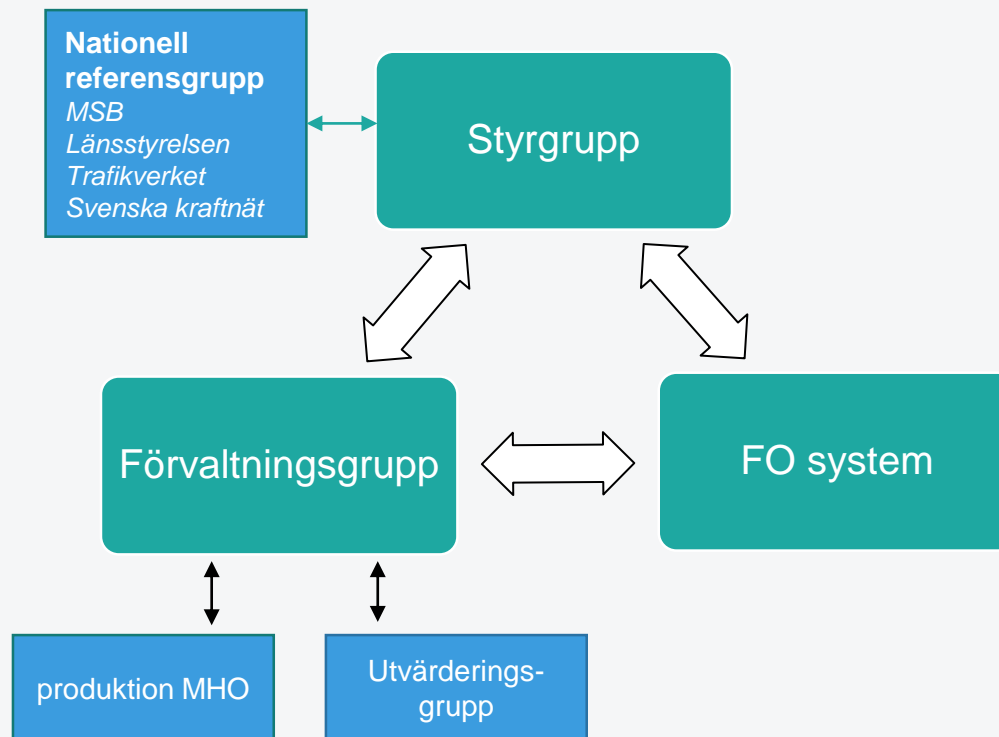 Nationell
referensgrupp
MSB
Länsstyrelsen
Trafikverket
Svenska kraftnät
Styrgrupp
Förvaltningsgrupp
FO system
produktion MHO
Utvärderings-
grupp